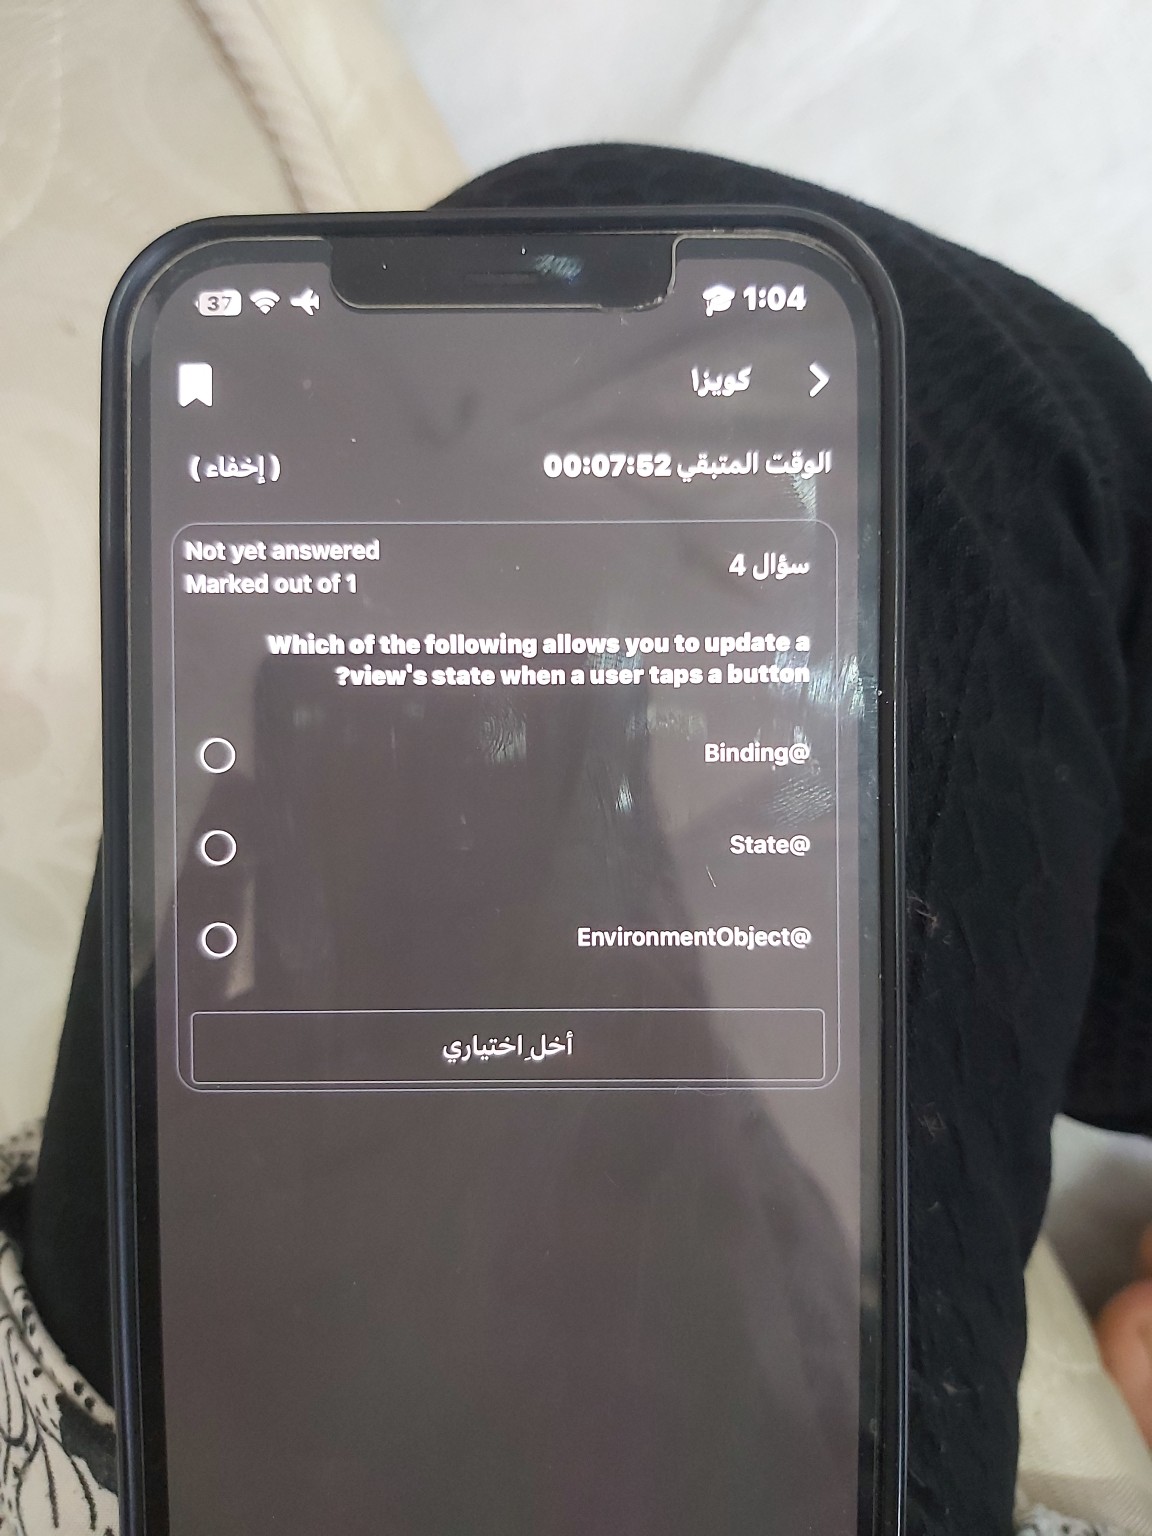 1:04
37
كويزا
الوقت المتبقي 00:07:52
( إخفاء )
سؤال 4
Not yet answered
Marked out of 1
Which of the following allows you to update a
?view's state when a user taps a button
Binding@
State@
EnvironmentObject@
أخلِ اختياري